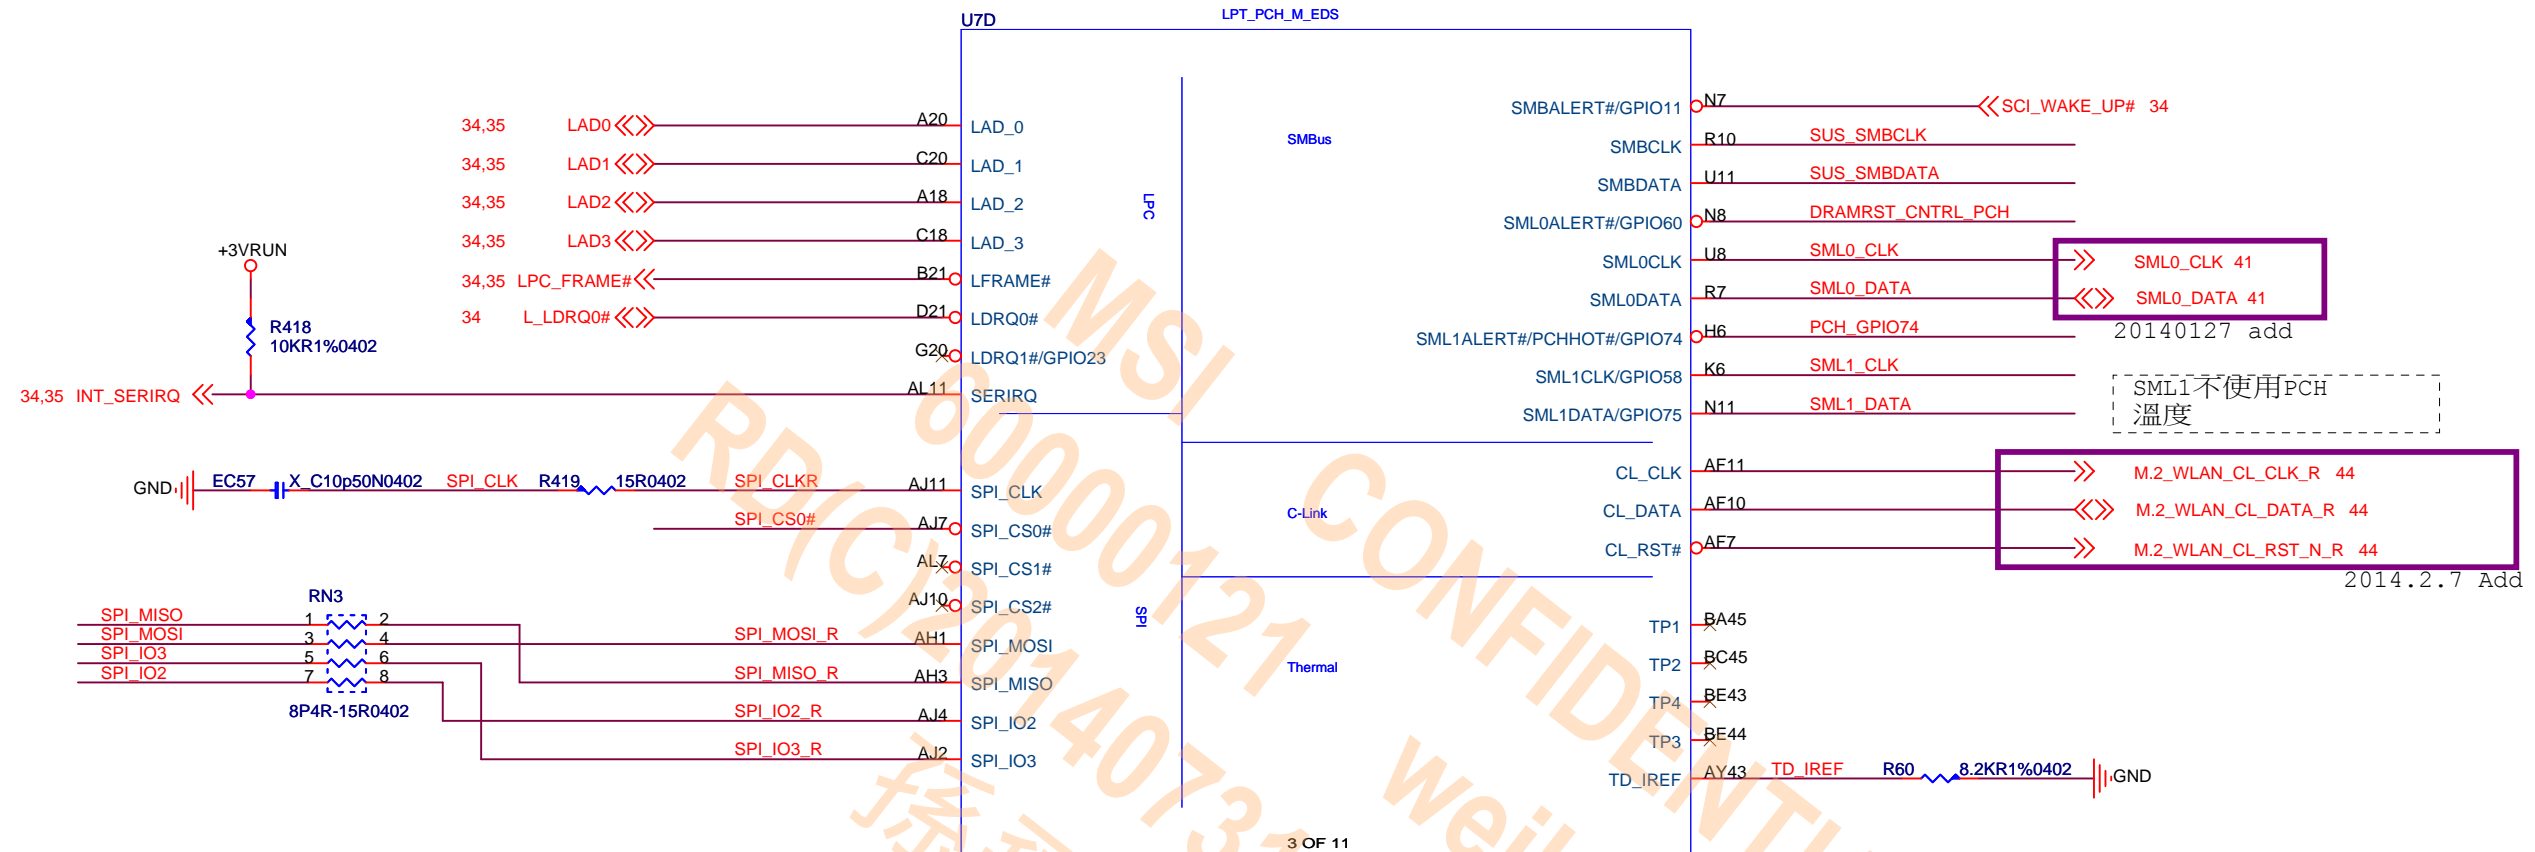 U7D
LPT_PCH_M_EDS
34,35 LAD0 A20 LAD_0
34,35 LAD1 C20 LAD_1
34,35 LAD2 A18 LAD_2
34,35 LAD3 C18 LAD_3
34,35 LPC_FRAME# B21 LFRAME#
34 L_LDRQ0# D21 LDRQ0#
G20 LDRQ1#/GPIO23
+3VRUN
R418
10KR1%0402
34,35 INT_SERIRQ AL11 SERIRQ
LPC
GND EC57 X_C10p50N0402 SPI_CLK R419 15R0402 SPI_CLKR AJ11 SPI_CLK
SPI_CS0# AJ7 SPI_CS0#
AL7 SPI_CS1#
AJ10 SPI_CS2#
RN3
SPI_MISO 1 2
SPI_MOSI 3 4
SPI_IO3 5 6
SPI_IO2 7 8
8P4R-15R0402
SPI_MOSI_R AH1 SPI_MOSI
SPI_MISO_R AH3 SPI_MISO
SPI_IO2_R AJ4 SPI_IO2
SPI_IO3_R AJ2 SPI_IO3
SPI
SMBus
SMBALERT#/GPIO11 N7 SCI_WAKE_UP# 34
SMBCLK R10 SUS_SMBCLK
SMBDATA U11 SUS_SMBDATA
SML0ALERT#/GPIO60 N8 DRAMRST_CNTRL_PCH
SML0CLK U8 SML0_CLK SML0_CLK 41
SML0DATA R7 SML0_DATA SML0_DATA 41
20140127 add
SML1ALERT#/PCHHOT#/GPIO74 H6 PCH_GPIO74
SML1CLK/GPIO58 K6 SML1_CLK
SML1DATA/GPIO75 N11 SML1_DATA
SML1不使用PCH
溫度
C-Link
CL_CLK AF11 M.2_WLAN_CL_CLK_R 44
CL_DATA AF10 M.2_WLAN_CL_DATA_R 44
CL_RST# AF7 M.2_WLAN_CL_RST_N_R 44
2014.2.7 Add
Thermal
TP1 BA45
TP2 BC45
TP4 BE43
TP3 BE44
TD_IREF AY43 TD_IREF R60 8.2KR1%0402 GND
3 OF 11
MSI CONFIDENTI
60000121 weil
RD(C)20140731
孫